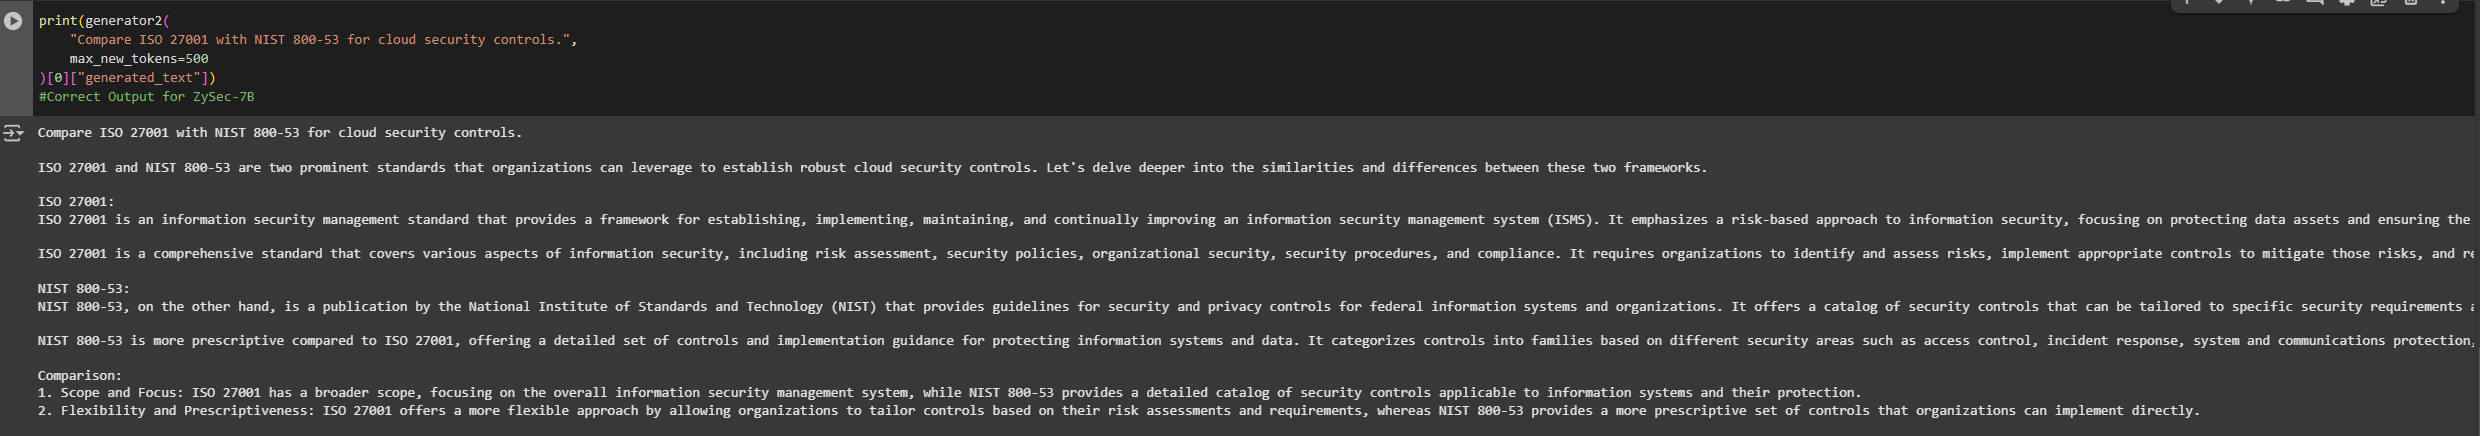 print(generator2(
"Compare ISO 27001 with NIST 800-53 for cloud security controls.",
max_new_tokens=500
)[0]["generated_text"])
#Correct Output for ZySec-7B
Compare ISO 27001 with NIST 800-53 for cloud security controls.
ISO 27001 and NIST 800-53 are two prominent standards that organizations can leverage to establish robust cloud security controls. Let's delve deeper into the similarities and differences between these two frameworks.
ISO 27001:
ISO 27001 is an information security management standard that provides a framework for establishing, implementing, maintaining, and continually improving an information security management system (ISMS). It emphasizes a risk-based approach to information security, focusing on protecting data assets and ensuring the
ISO 27001 is a comprehensive standard that covers various aspects of information security, including risk assessment, security policies, organizational security, security procedures, and compliance. It requires organizations to identify and assess risks, implement appropriate controls to mitigate those risks, and
NIST 800-53:
NIST 800-53, on the other hand, is a publication by the National Institute of Standards and Technology (NIST) that provides guidelines for security and privacy controls for federal information systems and organizations. It offers a catalog of security controls that can be tailored to specific security requirements
NIST 800-53 is more prescriptive compared to ISO 27001, offering a detailed set of controls and implementation guidance for protecting information systems and data. It categorizes controls into families based on different security areas such as access control, incident response, system and communications protection,
Comparison:
1. Scope and Focus: ISO 27001 has a broader scope, focusing on the overall information security management system, while NIST 800-53 provides a detailed catalog of security controls applicable to information systems and their protection.
2. Flexibility and Prescriptiveness: ISO 27001 offers a more flexible approach by allowing organizations to tailor controls based on their risk assessments and requirements, whereas NIST 800-53 provides a more prescriptive set of controls that organizations can implement directly.